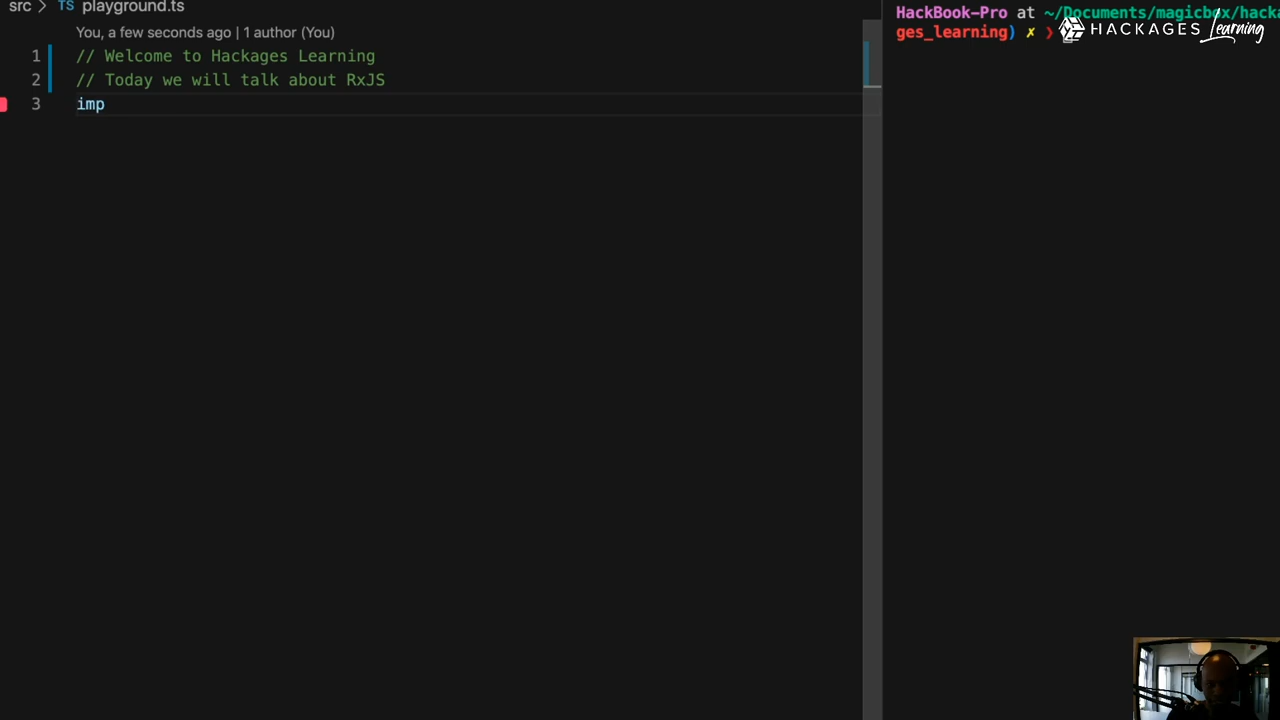 src > TS playground.ts
You, a few seconds ago | 1 author (You)
1 // Welcome to Hackages Learning
2 // Today we will talk about RxJS
3 imp
HackBook-Pro at ~/Documents/magicbox/hacka
ges_learning) ✗ ❯
HACKAGES Learning